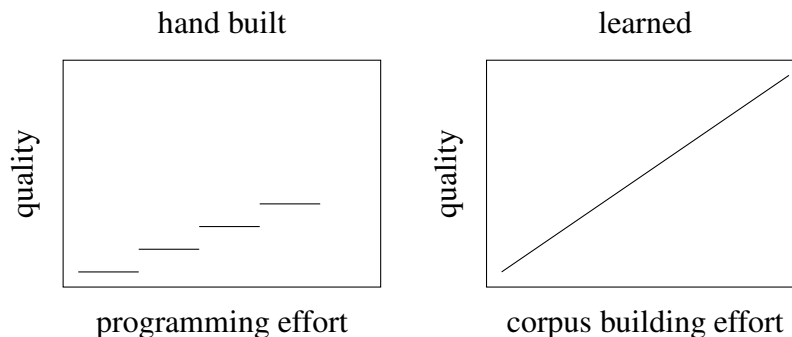 hand built
learned
quality
quality
programming effort
corpus building effort